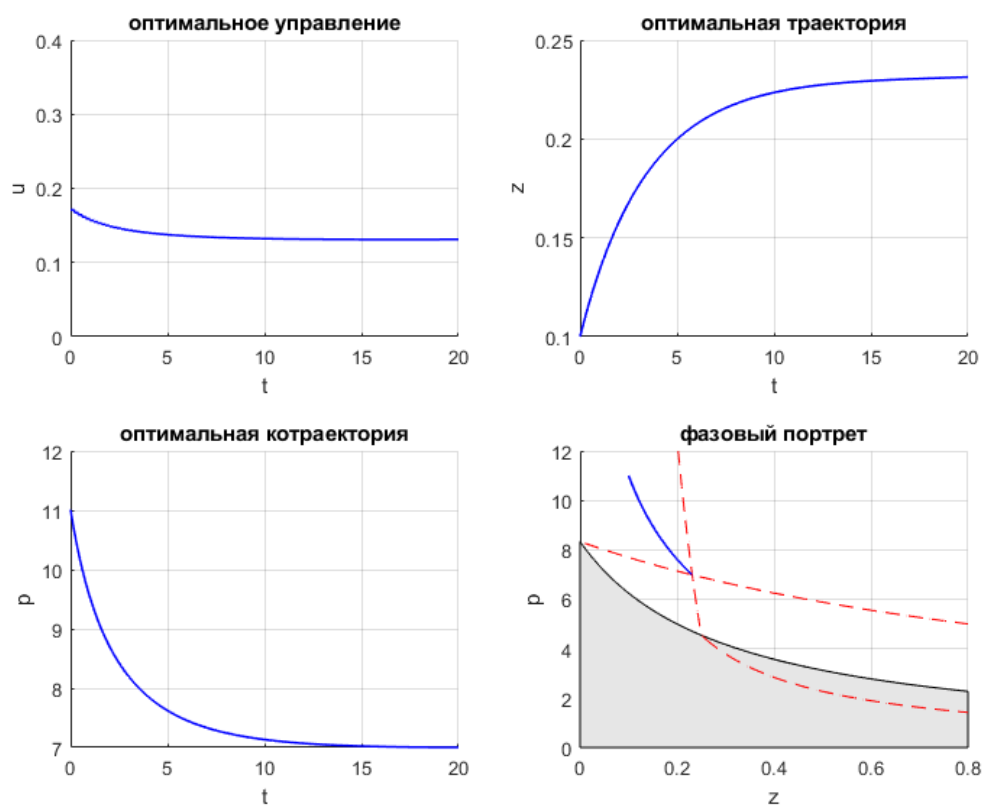 оптимальное управление
0.4
0.3
0.2
0.1
0
u
0 5 10 15 20
t
оптимальная траектория
0.25
0.2
0.15
0.1
z
0 5 10 15 20
t
оптимальная котраектория
12
11
10
9
8
7
p
0 5 10 15 20
t
фазовый портрет
12
10
8
6
4
2
0
p
0 0.2 0.4 0.6 0.8
z